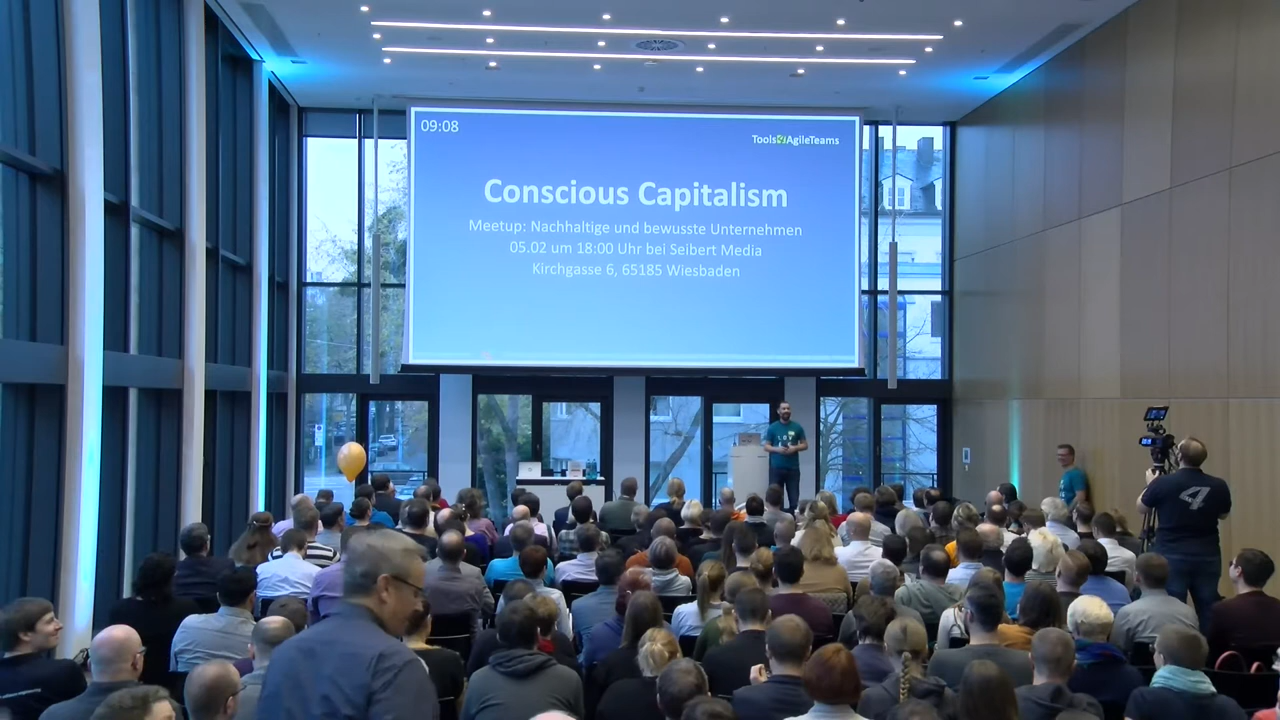 09:08
Tools4AgileTeams
Conscious Capitalism
Meetup: Nachhaltige und bewusste Unternehmen
05.02 um 18:00 Uhr bei Seibert Media
Kirchgasse 6, 65185 Wiesbaden
4